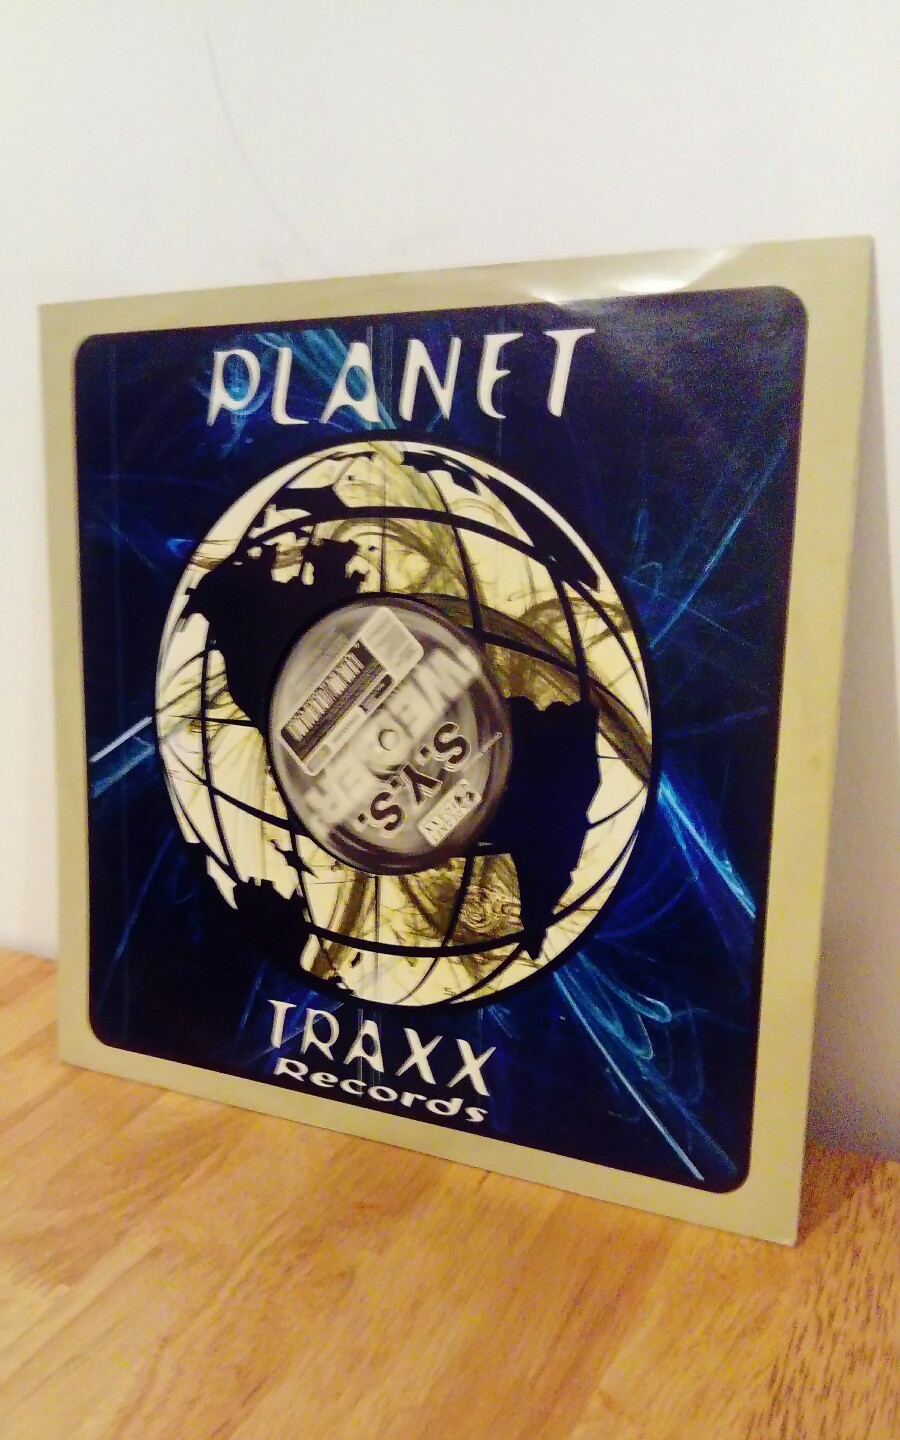 PLANET
S.Y.S.
TRAXX
Records